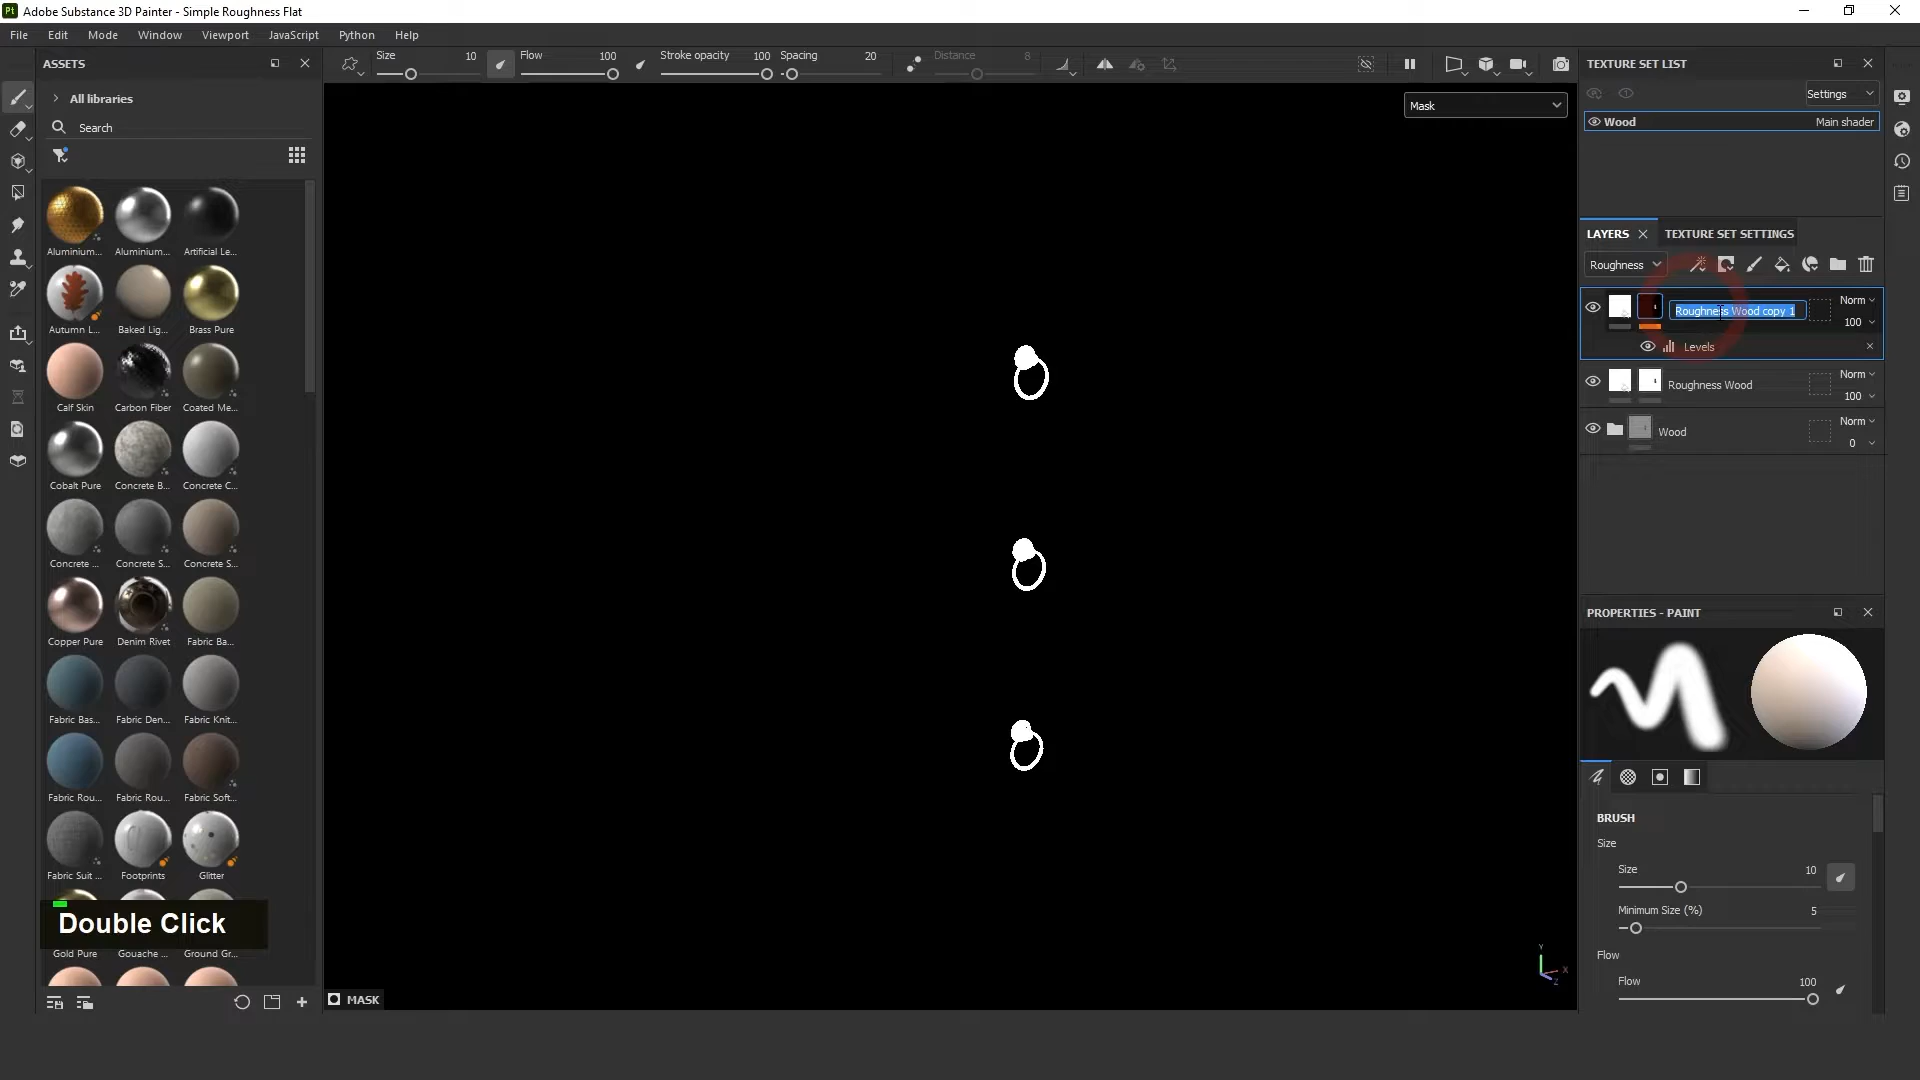 Adobe Substance 3D Painter - Simple Roughness Flat
File Edit Mode Window Viewport JavaScript Python Help
ASSETS
Size 10
Flow 100
Stroke opacity 100
Spacing 20
Distance 8
TEXTURE SET LIST
All libraries
Search
Mask
Settings
Wood Main shader
Aluminium... Aluminium... Artificial Le...
Autumn L... Baked Lig... Brass Pure
Calf Skin Carbon Fiber Coated Me...
Cobalt Pure Concrete B... Concrete C...
Concrete ... Concrete S... Concrete S...
Copper Pure Denim Rivet Fabric Ba...
Fabric Bas... Fabric Den... Fabric Knit...
Fabric Rou... Fabric Rou... Fabric Soft...
Fabric Suit ... Footprints Glitter
Double Click
Gold Pure Gouache ... Ground Gr...
MASK
Y
X
Z
LAYERS TEXTURE SET SETTINGS
Roughness
Roughness Wood copy 1 Norm
100
Levels
Roughness Wood Norm
100
Wood Norm
0
PROPERTIES - PAINT
BRUSH
Size
Size 10
Minimum Size (%) 5
Flow
Flow 100